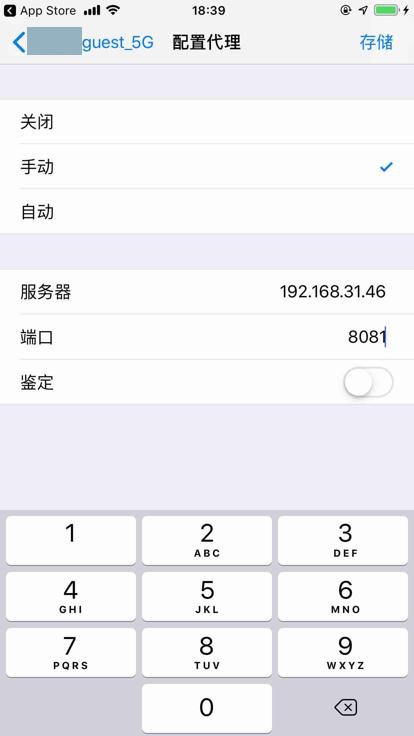 App Store 18:39
guest_5G 配置代理 存储
关闭
手动
自动
服务器 192.168.31.46
端口 8081
鉴定
1 2 3
ABC DEF
4 5 6
GHI JKL MNO
7 8 9
PQRS TUV WXYZ
0